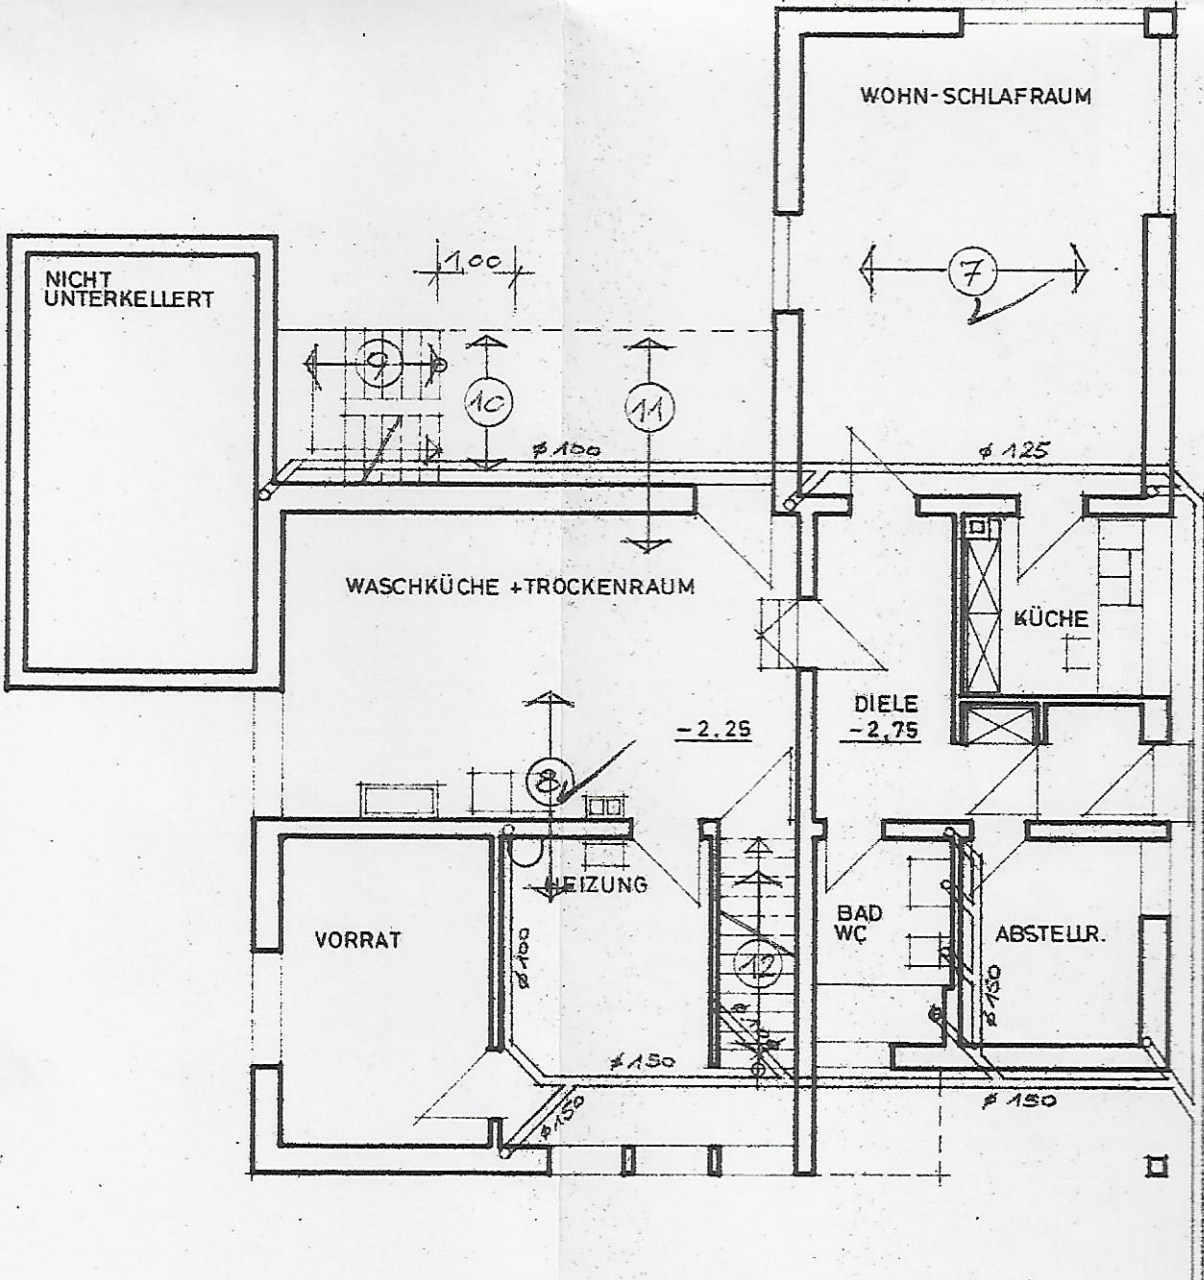 WOHN-SCHLAFRAUM
7
NICHT
UNTERKELLERT
1,00
9
10
11
ø 100
ø 125
WASCHKÜCHE + TROCKENRAUM
KÜCHE
DIELE
-2,75
-2.25
8
HEIZUNG
VORRAT
ø 100
12
BAD
WC
ABSTELLR.
ø 150
ø 150
ø 150
ø 150